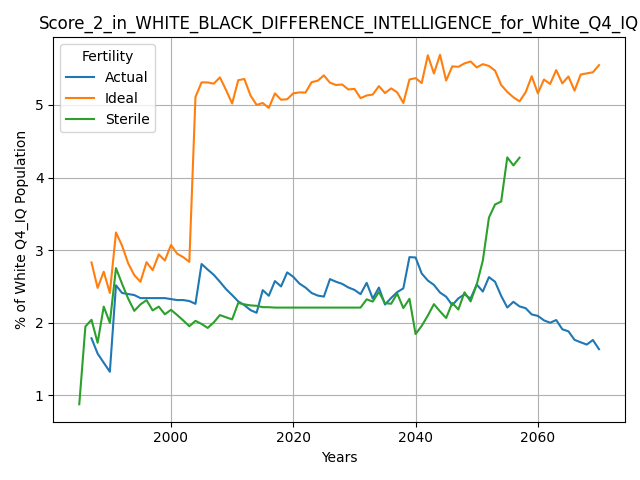 Score_2_in_WHITE_BLACK_DIFFERENCE_INTELLIGENCE_for_White_Q4_IQ
Fertility
Actual
Ideal
Sterile
% of White Q4_IQ Population
5
4
3
2
1
2000
2020
2040
2060
Years